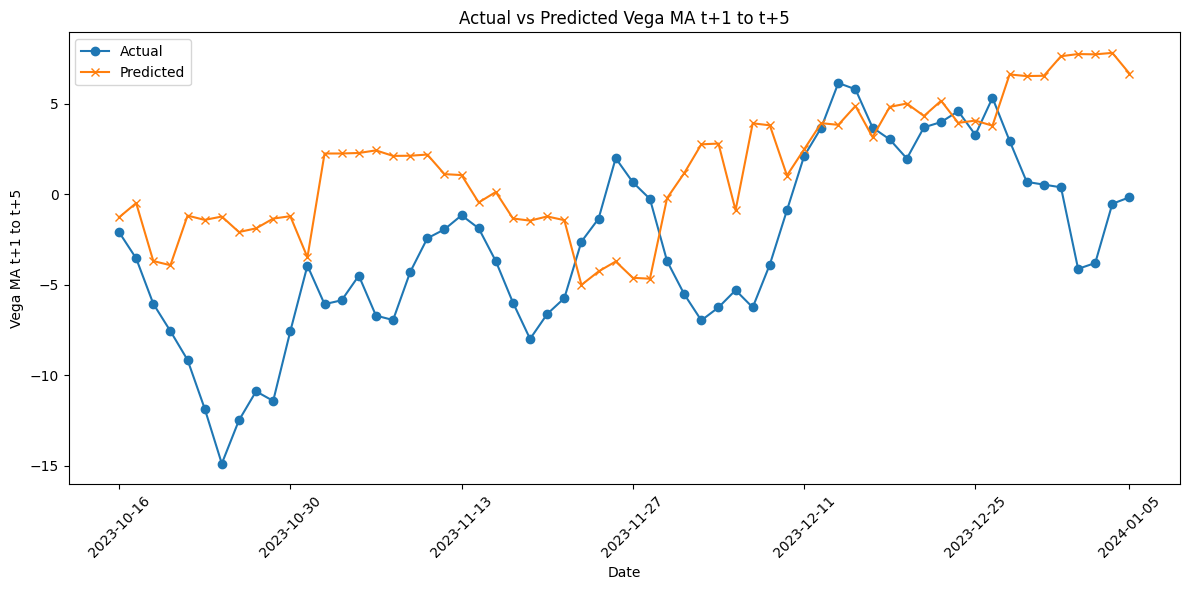 Actual vs Predicted Vega MA t+1 to t+5
Actual
Predicted
Vega MA t+1 to t+5
5
0
−5
−10
−15
2023-10-16
2023-10-30
2023-11-13
2023-11-27
2023-12-11
2023-12-25
2024-01-05
Date